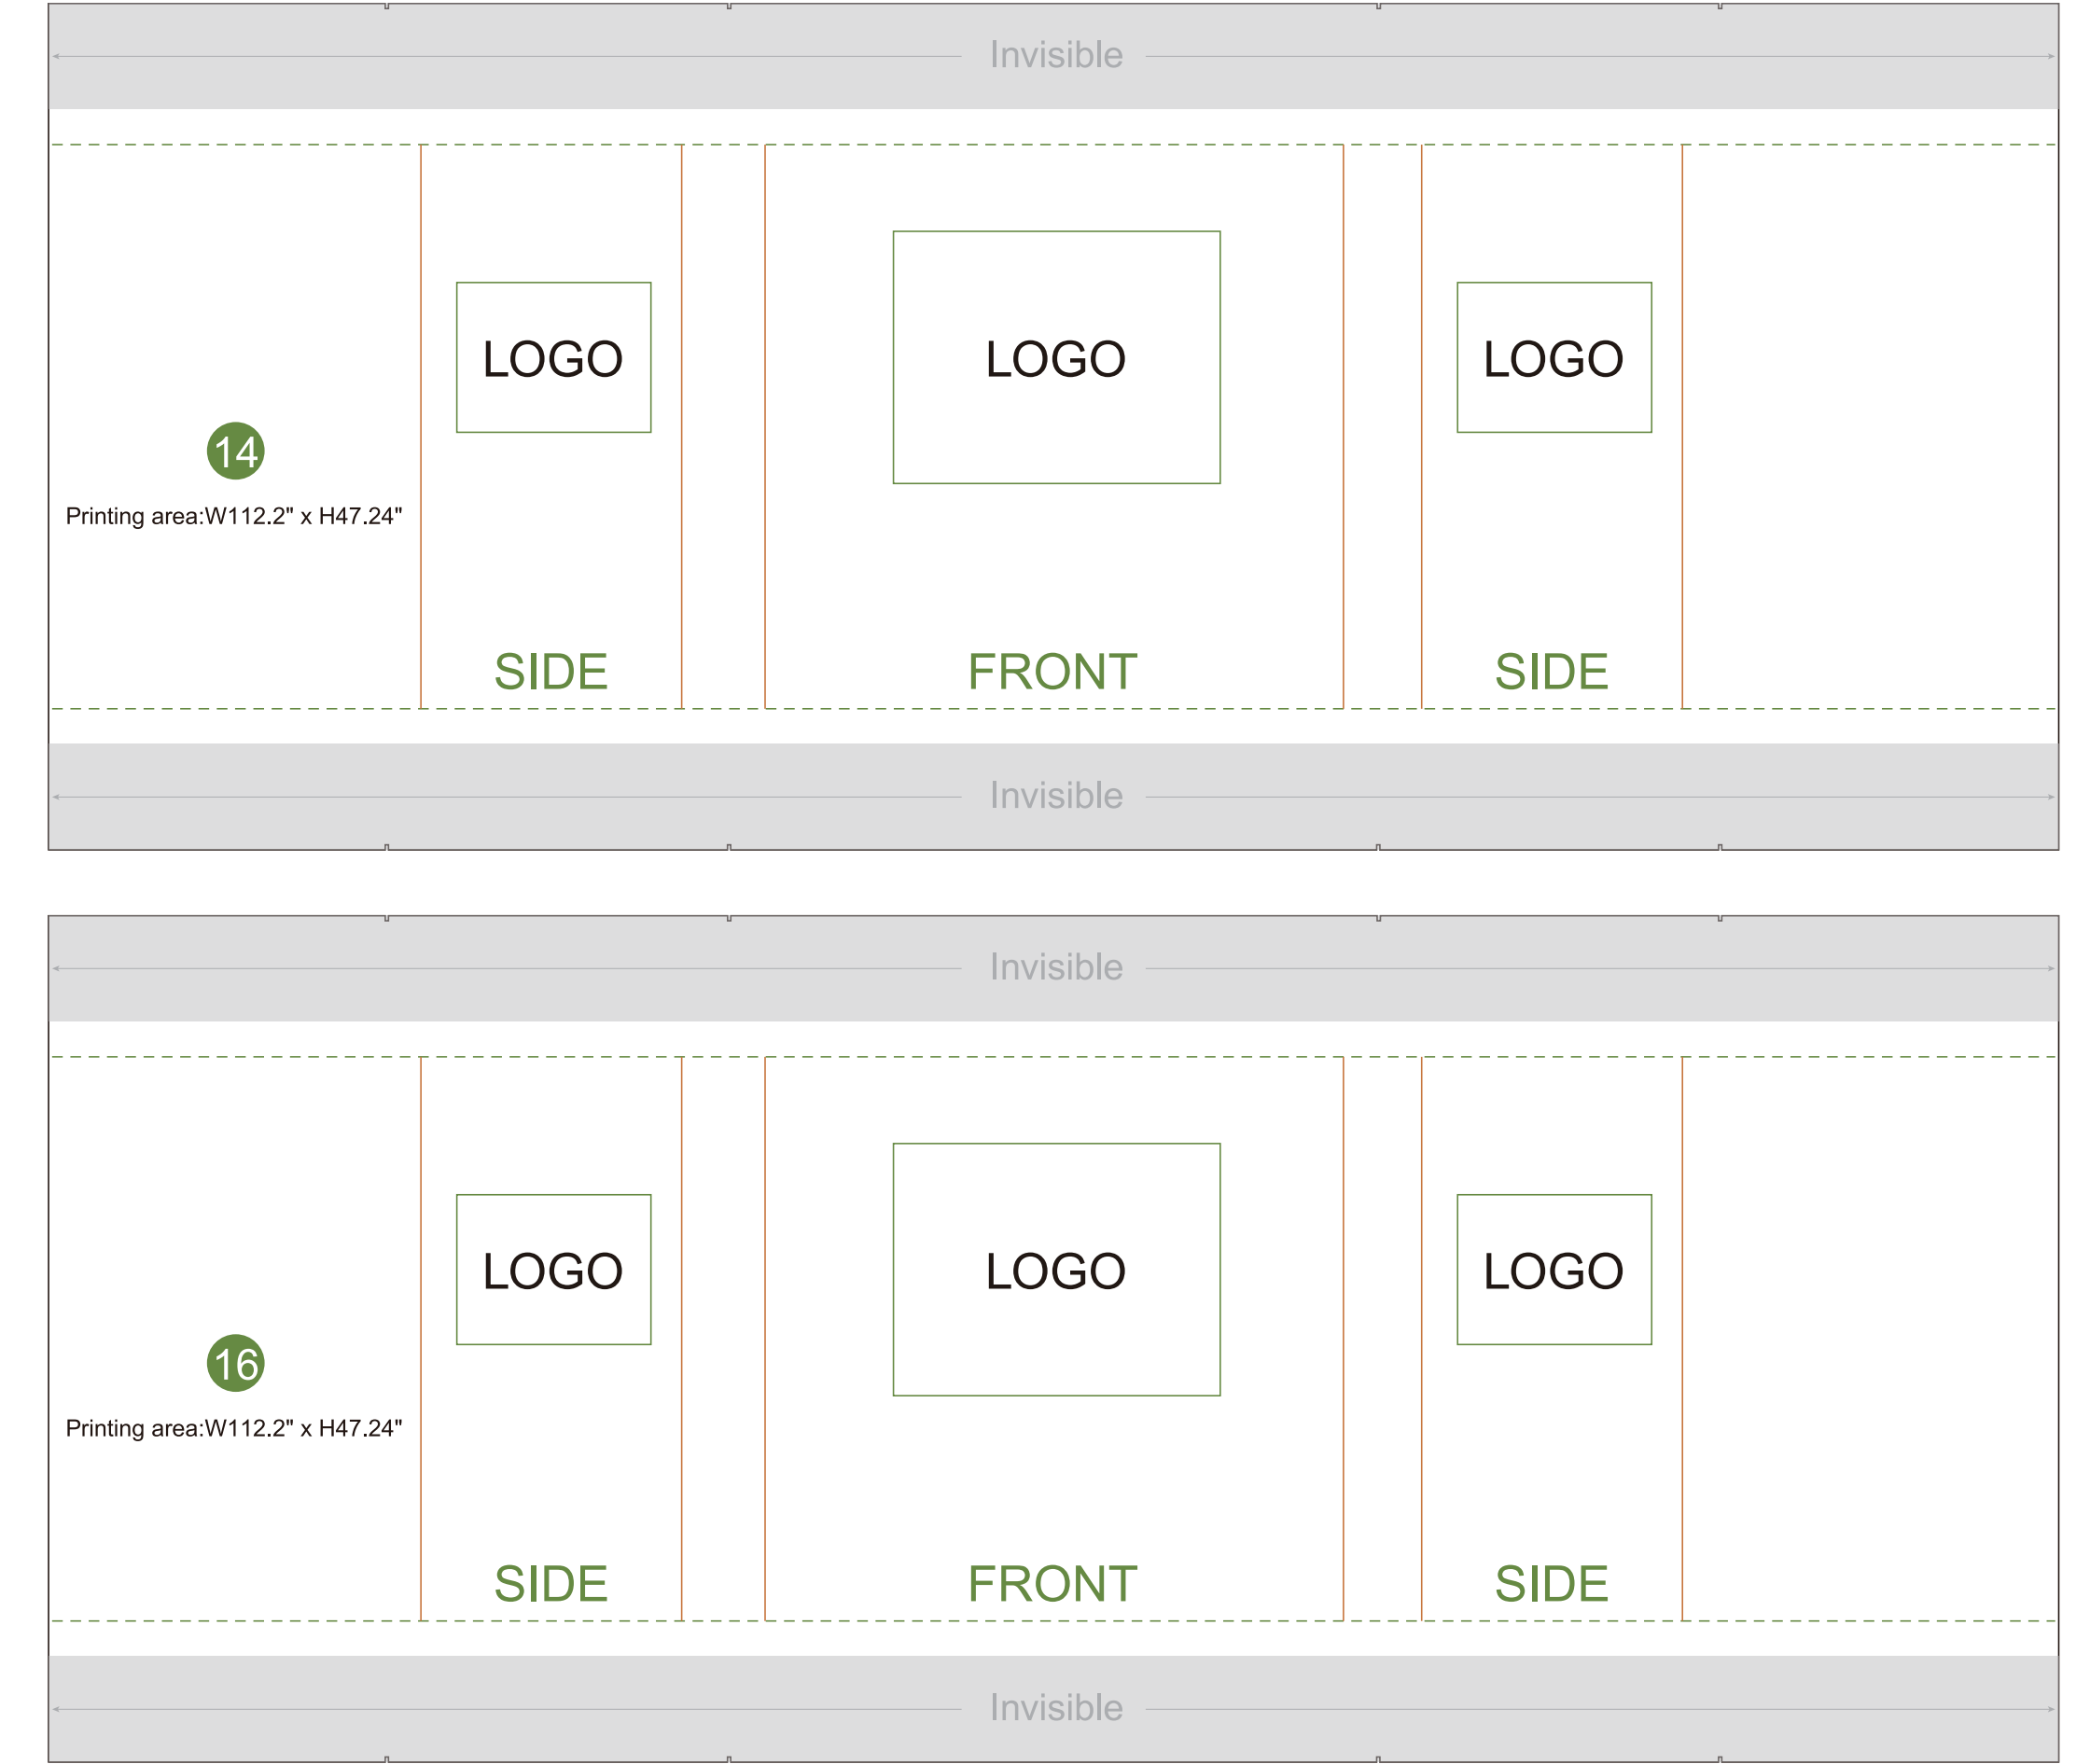 Invisible
LOGO LOGO LOGO
14
Printing area:W112.2" x H47.24"
SIDE FRONT SIDE
Invisible
Invisible
LOGO LOGO LOGO
16
Printing area:W112.2" x H47.24"
SIDE FRONT SIDE
Invisible